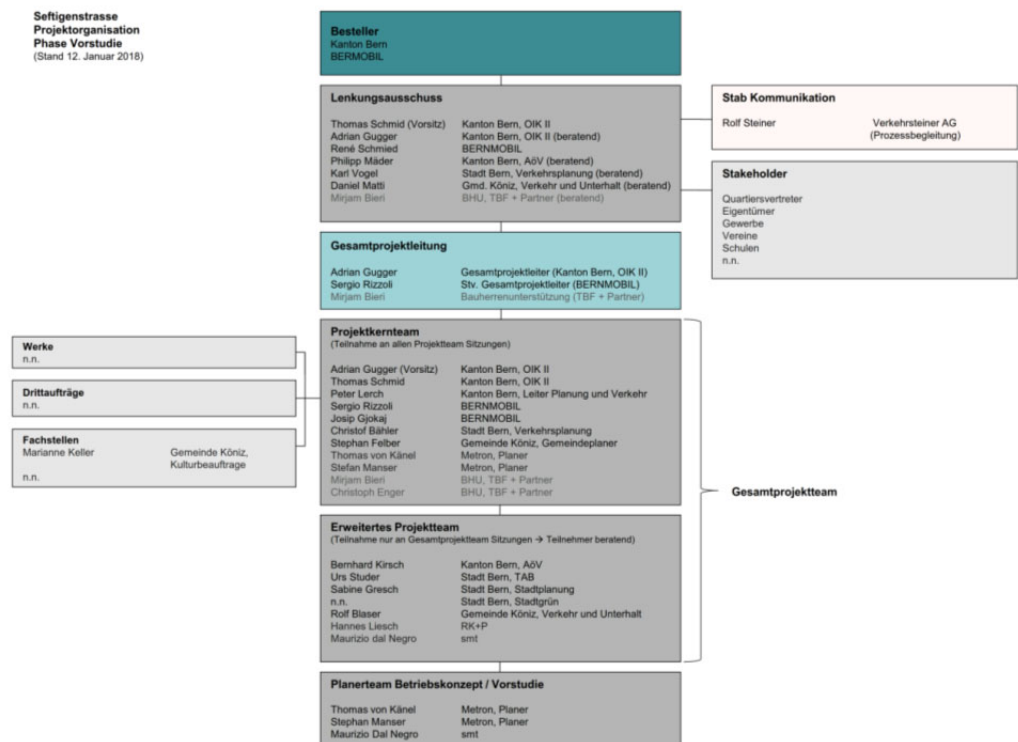 Seftigenstrasse
Projektorganisation
Phase Vorstudie
(Stand 12. Januar 2018)
Besteller
Kanton Bern
BERMOBIL
Lenkungsausschuss
Thomas Schmid (Vorsitz) Kanton Bern, OIK II
Adrian Gugger Kanton Bern, OIK II (beratend)
René Schmied BERNMOBIL
Philipp Mäder Kanton Bern, AöV (beratend)
Karl Vogel Stadt Bern, Verkehrsplanung (beratend)
Daniel Matti Gmd. Köniz, Verkehr und Unterhalt (beratend)
Mirjam Bieri BHU, TBF + Partner (beratend)
Stab Kommunikation
Rolf Steiner Verkehrsteiner AG
(Prozessbegleitung)
Stakeholder
Quartiersvertreter
Eigentümer
Gewerbe
Vereine
Schulen
n.n.
Gesamtprojektleitung
Adrian Gugger Gesamtprojektleiter (Kanton Bern, OIK II)
Sergio Rizzoli Stv. Gesamtprojektleiter (BERNMOBIL)
Mirjam Bieri Bauherrenunterstützung (TBF + Partner)
Werke
n.n.
Drittaufträge
n.n.
Fachstellen
Marianne Keller Gemeinde Köniz,
Kulturbeauftrage
n.n.
Projektkernteam
(Teilnahme an allen Projektteam Sitzungen)
Adrian Gugger (Vorsitz) Kanton Bern, OIK II
Thomas Schmid Kanton Bern, OIK II
Peter Lerch Kanton Bern, Leiter Planung und Verkehr
Sergio Rizzoli BERNMOBIL
Josip Gjokaj BERNMOBIL
Christof Bähler Stadt Bern, Verkehrsplanung
Stephan Felber Gemeinde Köniz, Gemeindeplaner
Thomas von Känel Metron, Planer
Stefan Manser Metron, Planer
Mirjam Bieri BHU, TBF + Partner
Christoph Enger BHU, TBF + Partner
Gesamtprojektteam
Erweitertes Projektteam
(Teilnahme nur an Gesamtprojektteam Sitzungen → Teilnehmer beratend)
Bernhard Kirsch Kanton Bern, AöV
Urs Studer Stadt Bern, TAB
Sabine Gresch Stadt Bern, Stadtplanung
n.n. Stadt Bern, Stadtgrün
Rolf Blaser Gemeinde Köniz, Verkehr und Unterhalt
Hannes Liesch RK+P
Maurizio dal Negro smt
Planerteam Betriebskonzept / Vorstudie
Thomas von Känel Metron, Planer
Stephan Manser Metron, Planer
Maurizio Dal Negro smt